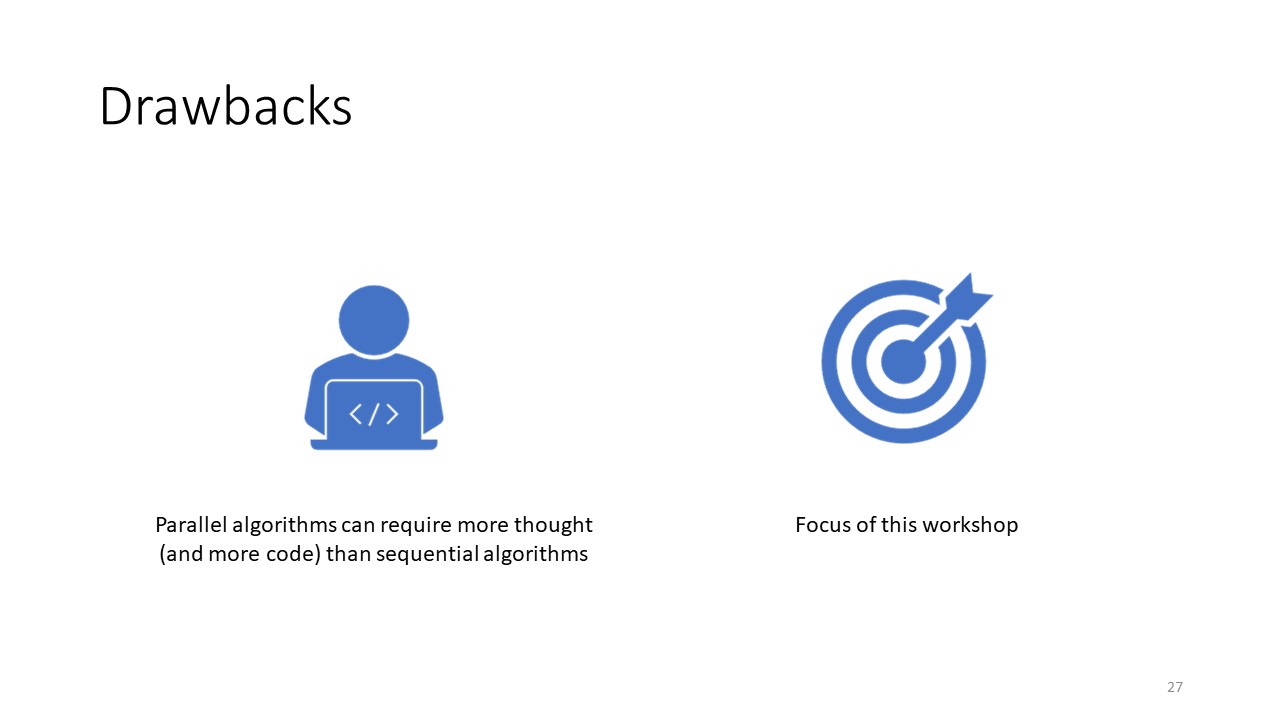 Drawbacks
</>
Parallel algorithms can require more thought
(and more code) than sequential algorithms
Focus of this workshop
27